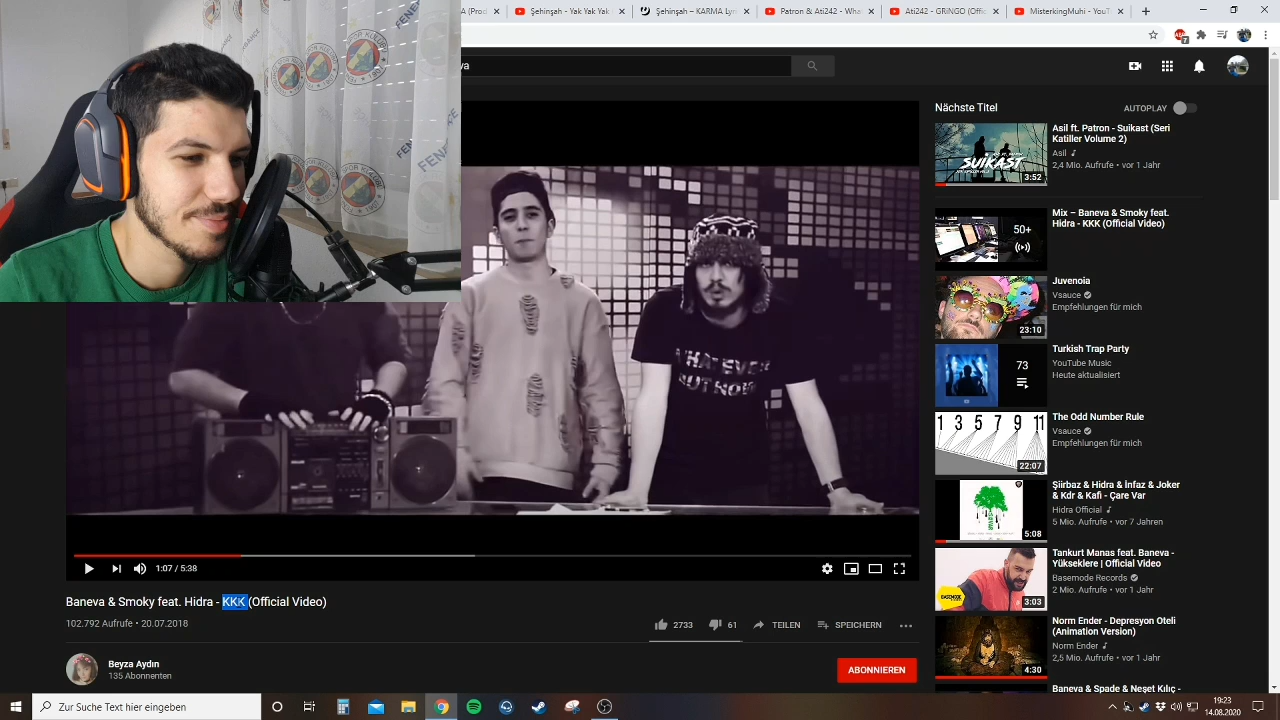 A (Prod
Şehinşah - Yak Yak Yak
Şehinşah – KARMA Lyri
Patron & Ati242 - Wha
Ati242 - GRiNGO (Offic
MisterkingMuhi - YouT
va
Nächste Titel
AUTOPLAY
Asil ft. Patron - Suikast (Seri
Katiller Volume 2)
Asil
2,4 Mio. Aufrufe • vor 1 Jahr
SUIKAST
3:52
Mix – Baneva & Smoky feat.
Hidra - KKK (Official Video)
50+
Juvenoia
Vsauce
Empfehlungen für mich
23:10
Turkish Trap Party
YouTube Music
Heute aktualisiert
73
The Odd Number Rule
Vsauce
Empfehlungen für mich
1 3 5 7 9 11
22:07
Şiirbaz & Hidra & İnfaz & Joker
& Kdr & Kafi - Çare Var
Hidra Official
5 Mio. Aufrufe • vor 7 Jahren
5:08
Tankurt Manas feat. Baneva -
Yükseklere | Official Video
Basemode Records
2 Mio. Aufrufe • vor 1 Jahr
3:03
Norm Ender - Depresyon Oteli
(Animation Version)
Norm Ender
2,5 Mio. Aufrufe • vor 1 Jahr
4:30
Baneva & Spade & Neşet Kılıç -
WHATEVER
1:07 / 5:38
Baneva & Smoky feat. Hidra - KKK (Official Video)
102.792 Aufrufe • 20.07.2018
2733
61
TEILEN
SPEICHERN
Beyza Aydın
135 Abonnenten
ABONNIEREN
Zur Suche Text hier eingeben
19:22
14.08.2020